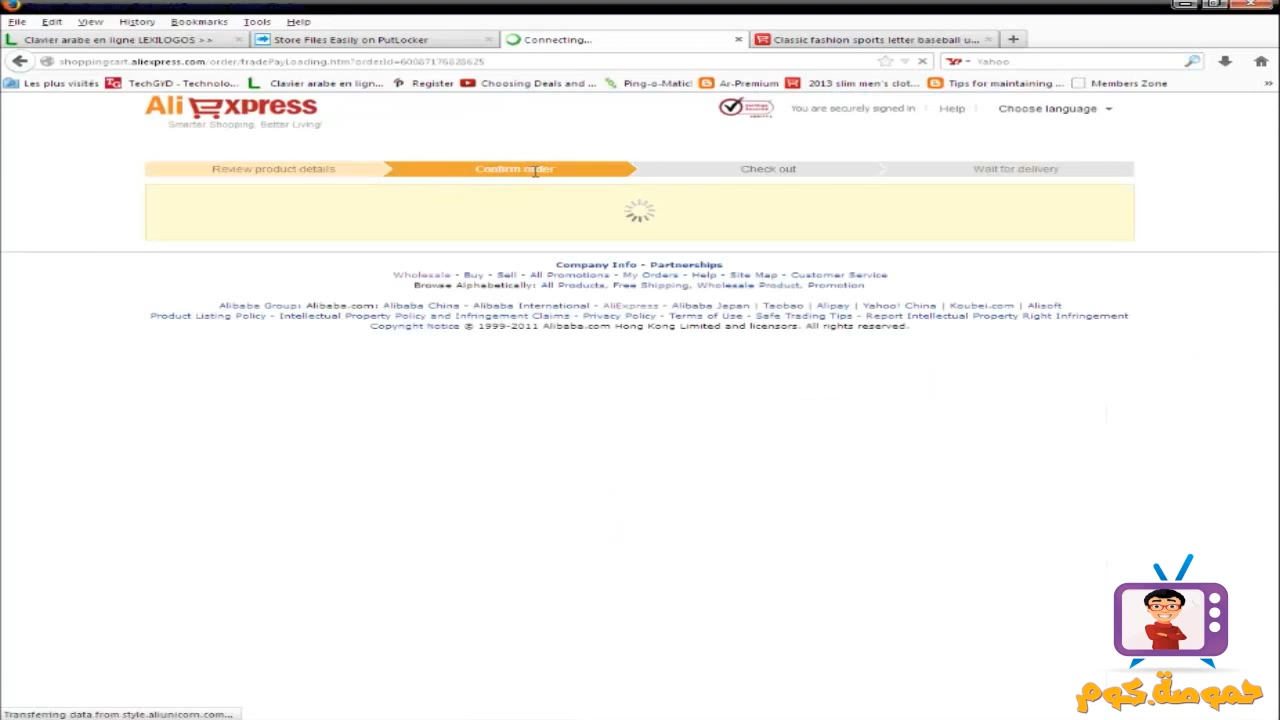 File Edit View History Bookmarks Tools Help
Clavier arabe en ligne LEXILOGOS >> Store Files Easily on PutLocker Connecting... Classic fashion sports letter baseball u...
shoppingcart.aliexpress.com/order/tradePayLoading.htm?orderId=60087176828625 Yahoo
Les plus visités TechGYD - Technolo... Clavier arabe en lign... Register Choosing Deals and ... Ping-o-Matic! Ar-Premium 2013 slim men's clot... Tips for maintaining ... Members Zone
AliExpress
Smarter Shopping, Better Living!
You are securely signed in Help Choose language
Review product details Confirm order Check out Wait for delivery
Company Info - Partnerships
Wholesale - Buy - Sell - All Promotions - My Orders - Help - Site Map - Customer Service
Browse Alphabetically: All Products, Free Shipping, Wholesale Product, Promotion
Alibaba Group: Alibaba.com: Alibaba China - Alibaba International - AliExpress - Alibaba Japan | Taobao | Alipay | Yahoo! China | Koubei.com | Alisoft
Product Listing Policy - Intellectual Property Policy and Infringement Claims - Privacy Policy - Terms of Use - Safe Trading Tips - Report Intellectual Property Right Infringement
Copyright Notice © 1999-2011 Alibaba.com Hong Kong Limited and licensors. All rights reserved.
حموصة.كوم
Transferring data from style.aliunicorn.com...